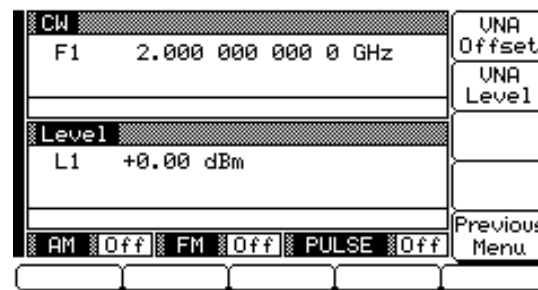 CW
F1 2.000 000 000 0 GHz
Level
L1 +0.00 dBm
AM Off FM Off PULSE Off
VNA
Offset
VNA
Level
Previous
Menu